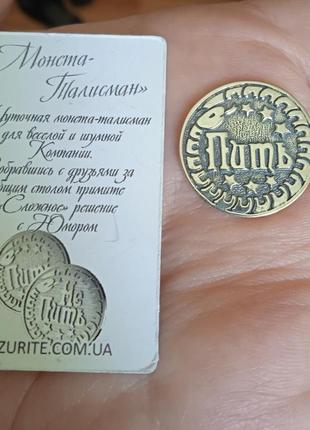 Монета-
Талисман»
Шуточная монета-талисман
для веселой и шумной
Компании.
Собравшись с друзьями за
общим столом примите
«Сложное» решение
с Юмором
Пить
Не
Пить
ZURITE.COM.UA
Пить